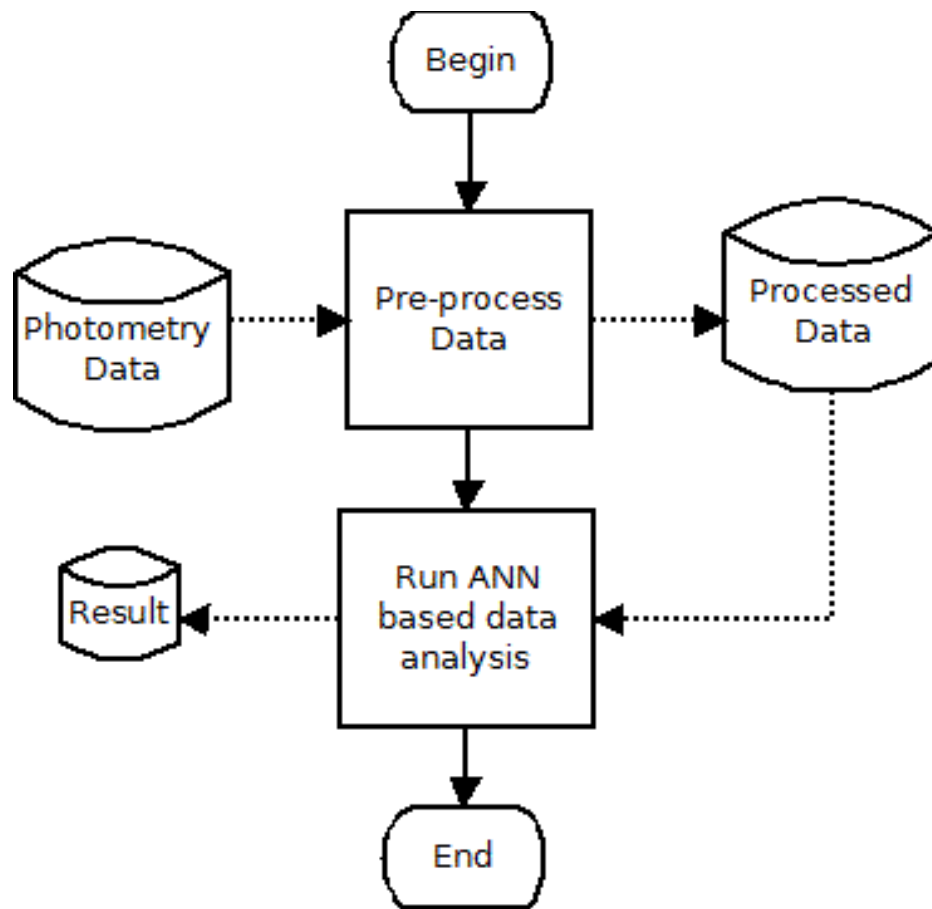 Begin
Photometry
Data
Pre-process
Data
Processed
Data
Result
Run ANN
based data
analysis
End